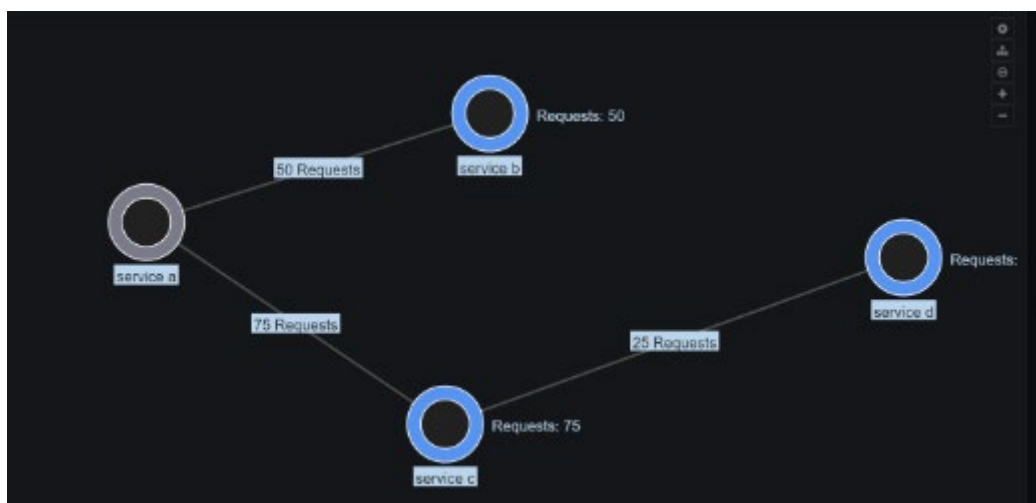 Requests: 50
50 Requests
service b
service a
Requests:
service d
75 Requests
25 Requests
Requests: 75
service c